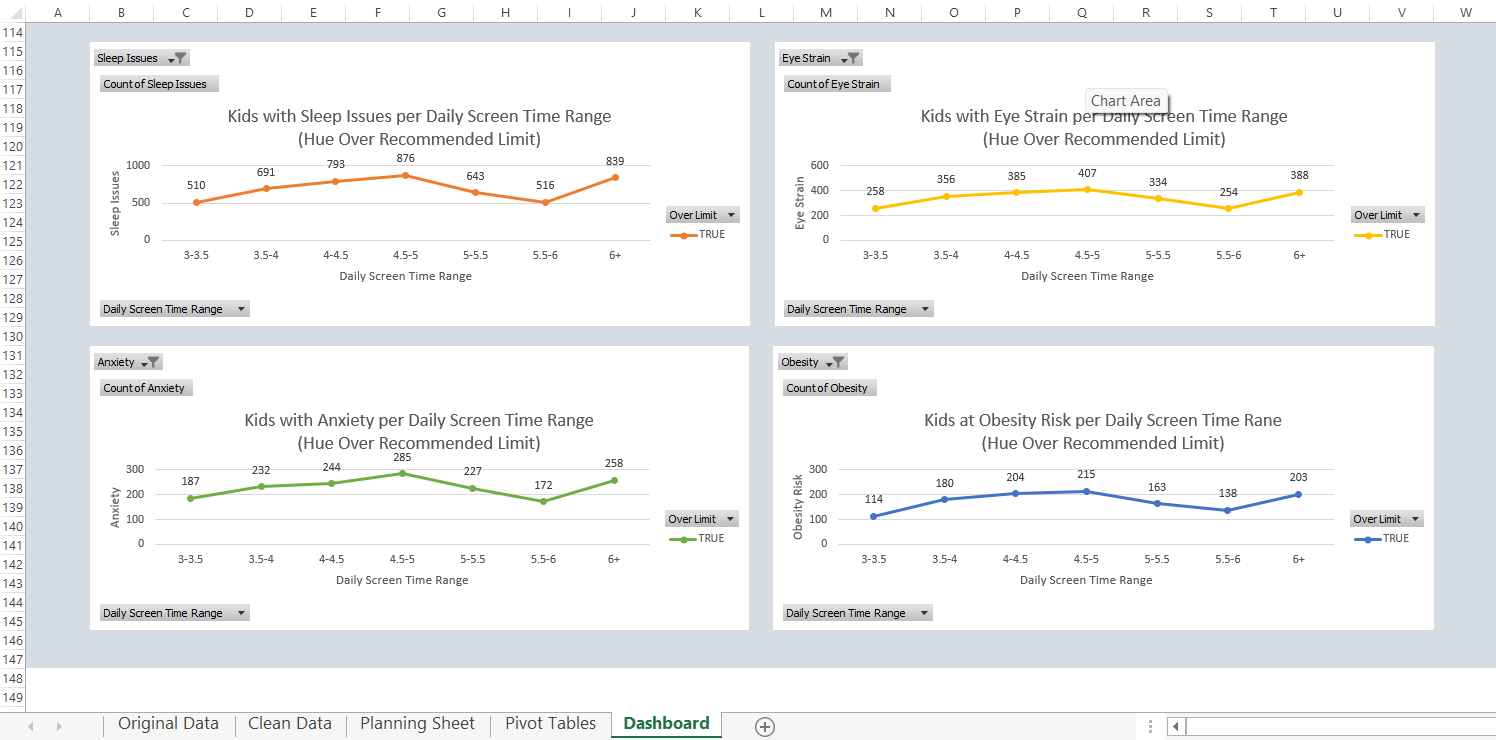 A B C D E F G H I J K L M N O P Q R S T U V W
114
115
116
117
118
119
120
121
122
123
124
125
126
127
128
129
130
131
132
133
134
135
136
137
138
139
140
141
142
143
144
145
146
147
148
149
Sleep Issues
Count of Sleep Issues
Kids with Sleep Issues per Daily Screen Time Range
(Hue Over Recommended Limit)
Sleep Issues
1000
500
0
510 691 793 876 643 516 839
3-3.5 3.5-4 4-4.5 4.5-5 5-5.5 5.5-6 6+
Daily Screen Time Range
Over Limit
TRUE
Daily Screen Time Range
Eye Strain
Count of Eye Strain
Chart Area
Kids with Eye Strain per Daily Screen Time Range
(Hue Over Recommended Limit)
Eye Strain
600
400
200
0
258 356 385 407 334 254 388
3-3.5 3.5-4 4-4.5 4.5-5 5-5.5 5.5-6 6+
Daily Screen Time Range
Over Limit
TRUE
Daily Screen Time Range
Anxiety
Count of Anxiety
Kids with Anxiety per Daily Screen Time Range
(Hue Over Recommended Limit)
Anxiety
300
200
100
0
187 232 244 285 227 172 258
3-3.5 3.5-4 4-4.5 4.5-5 5-5.5 5.5-6 6+
Daily Screen Time Range
Over Limit
TRUE
Daily Screen Time Range
Obesity
Count of Obesity
Kids at Obesity Risk per Daily Screen Time Rane
(Hue Over Recommended Limit)
Obesity Risk
300
200
100
0
114 180 204 215 163 138 203
3-3.5 3.5-4 4-4.5 4.5-5 5-5.5 5.5-6 6+
Daily Screen Time Range
Over Limit
TRUE
Daily Screen Time Range
Original Data Clean Data Planning Sheet Pivot Tables Dashboard